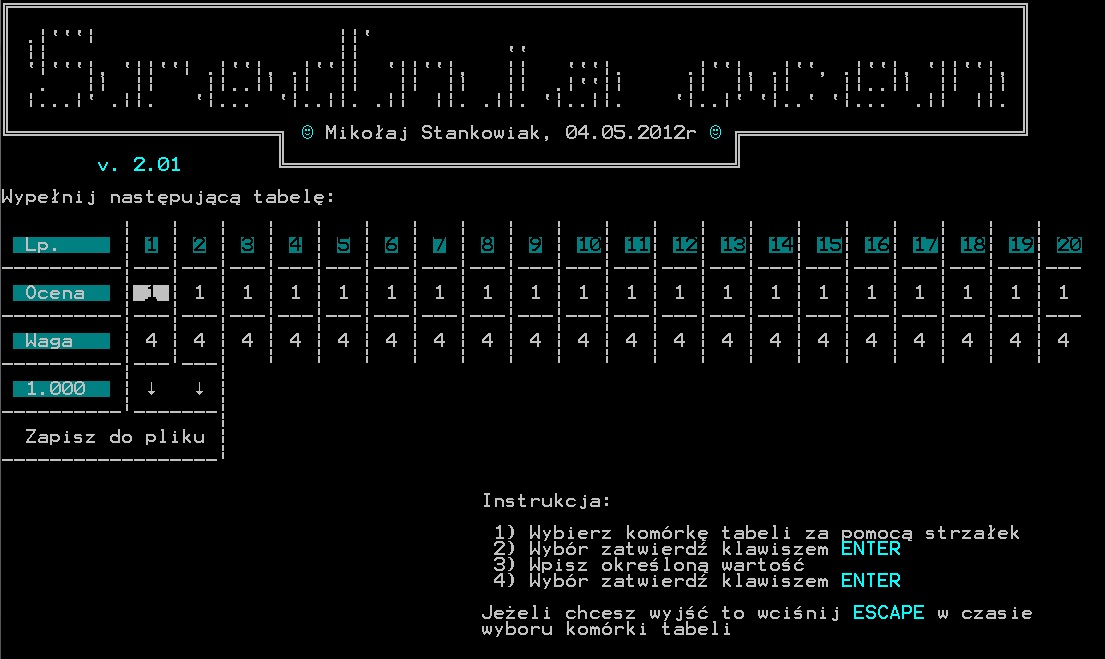 Srednia ocen
☺ Mikołaj Stankowiak, 04.05.2012r ☺
v. 2.01
Wypełnij następującą tabelę:
Lp. 1 2 3 4 5 6 7 8 9 10 11 12 13 14 15 16 17 18 19 20
Ocena 1 1 1 1 1 1 1 1 1 1 1 1 1 1 1 1 1 1 1 1
Waga 4 4 4 4 4 4 4 4 4 4 4 4 4 4 4 4 4 4 4 4
1.000 ↓ ↓
Zapisz do pliku
Instrukcja:
1) Wybierz komórkę tabeli za pomocą strzałek
2) Wybór zatwierdź klawiszem ENTER
3) Wpisz określoną wartość
4) Wybór zatwierdź klawiszem ENTER
Jeżeli chcesz wyjść to wciśnij ESCAPE w czasie
wyboru komórki tabeli